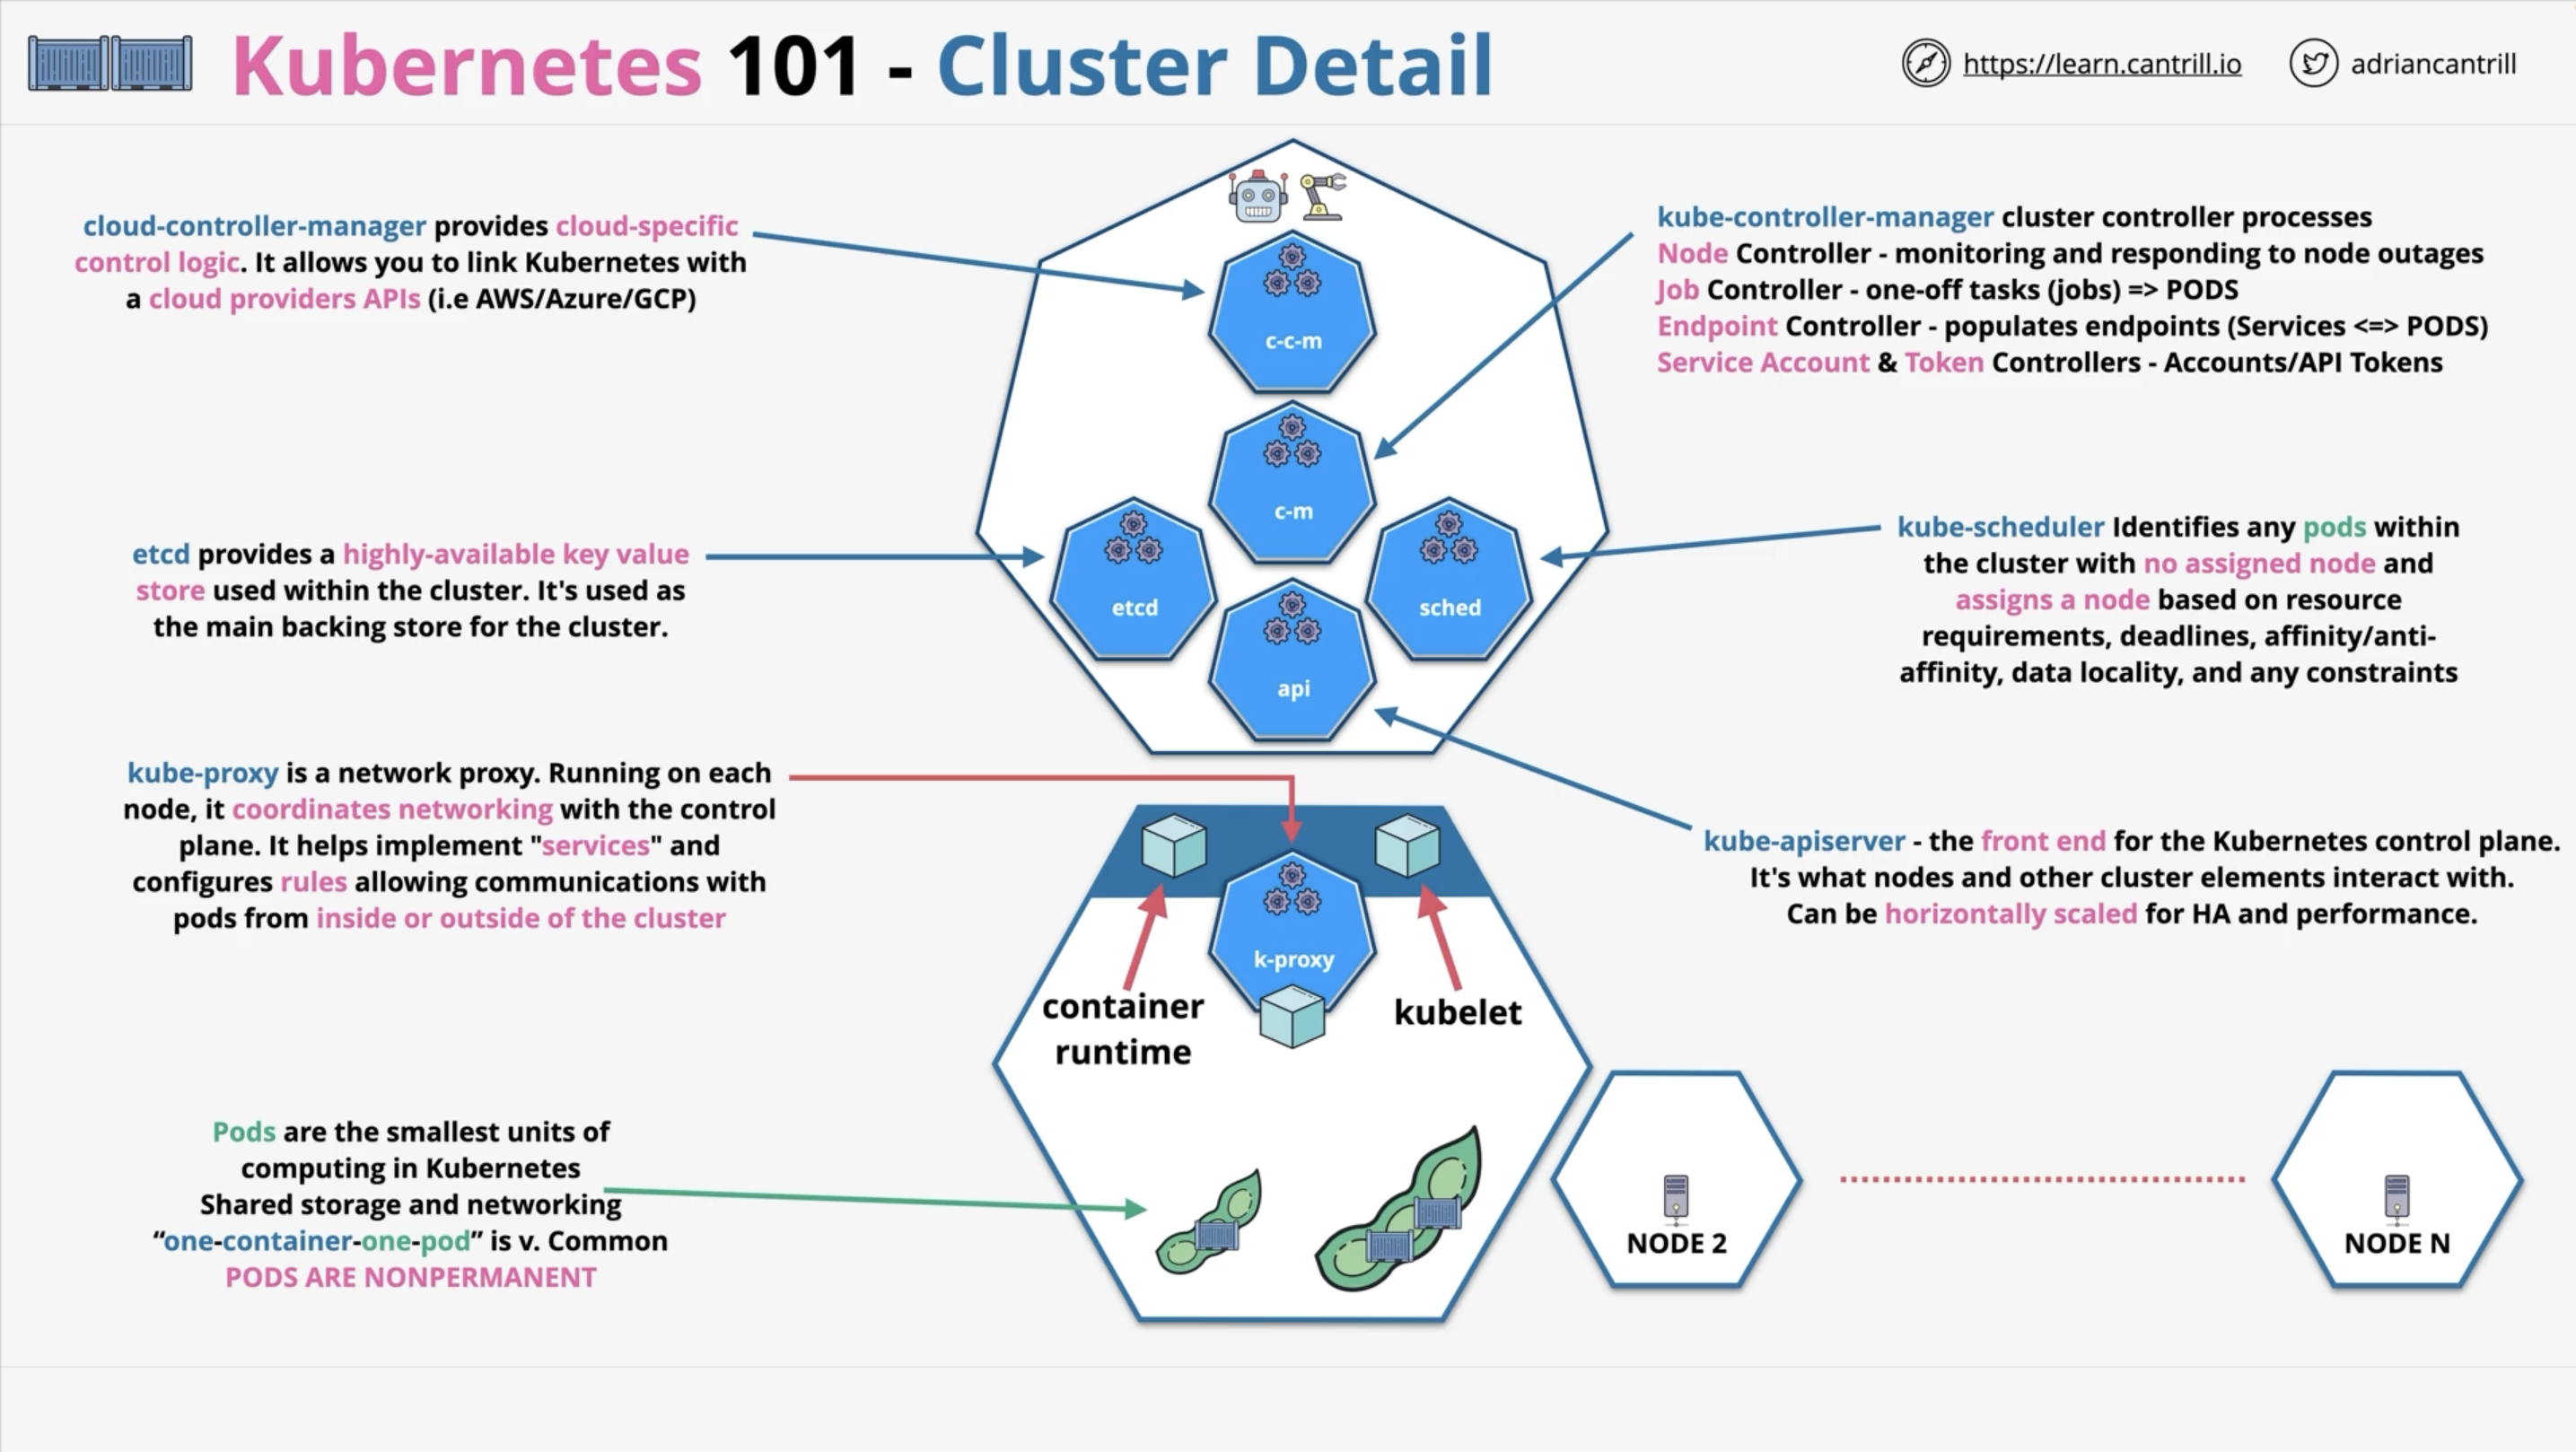 Kubernetes 101 - Cluster Detail
https://learn.cantrill.io
adriancantrill
cloud-controller-manager provides cloud-specific
control logic. It allows you to link Kubernetes with
a cloud providers APIs (i.e AWS/Azure/GCP)
kube-controller-manager cluster controller processes
Node Controller - monitoring and responding to node outages
Job Controller - one-off tasks (jobs) => PODS
Endpoint Controller - populates endpoints (Services <=> PODS)
Service Account & Token Controllers - Accounts/API Tokens
c-c-m
c-m
etcd
sched
api
etcd provides a highly-available key value
store used within the cluster. It's used as
the main backing store for the cluster.
kube-scheduler Identifies any pods within
the cluster with no assigned node and
assigns a node based on resource
requirements, deadlines, affinity/anti-
affinity, data locality, and any constraints
kube-proxy is a network proxy. Running on each
node, it coordinates networking with the control
plane. It helps implement "services" and
configures rules allowing communications with
pods from inside or outside of the cluster
kube-apiserver - the front end for the Kubernetes control plane.
It's what nodes and other cluster elements interact with.
Can be horizontally scaled for HA and performance.
k-proxy
container
runtime
kubelet
Pods are the smallest units of
computing in Kubernetes
Shared storage and networking
“one-container-one-pod” is v. Common
PODS ARE NONPERMANENT
NODE 2
NODE N